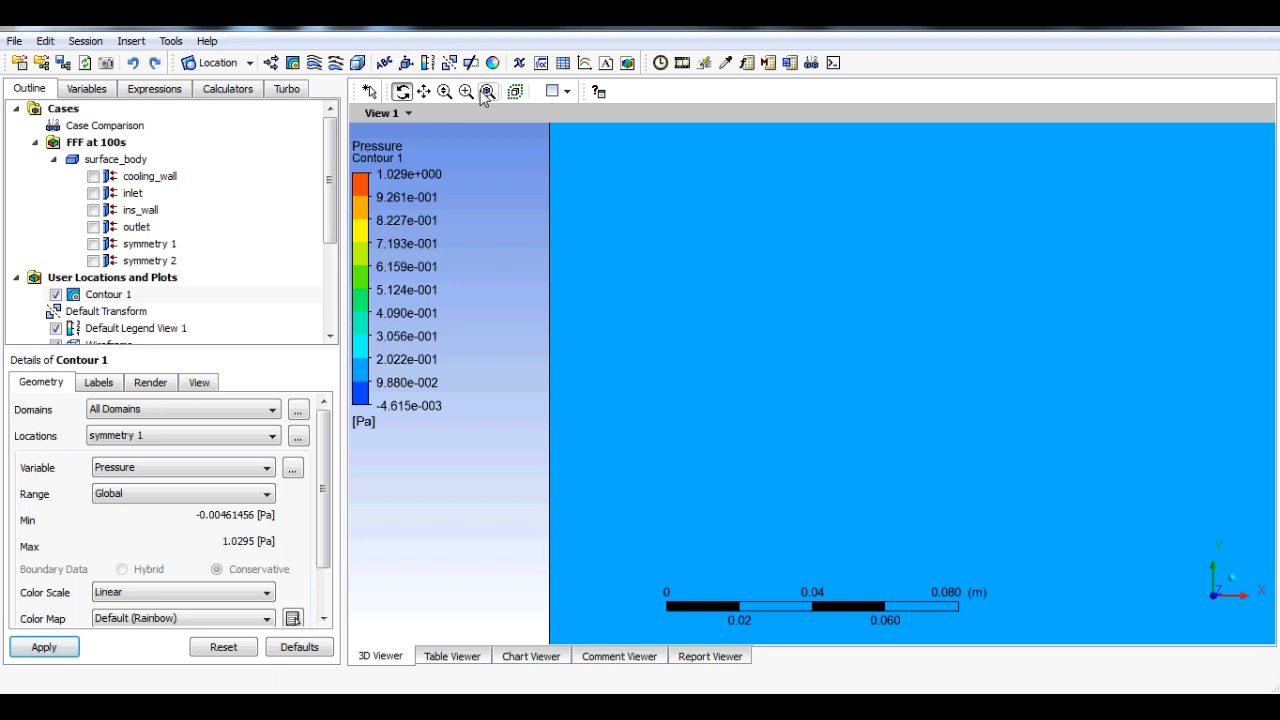 File Edit Session Insert Tools Help
Location
Outline Variables Expressions Calculators Turbo
Cases
Case Comparison
FFF at 100s
surface_body
cooling_wall
inlet
ins_wall
outlet
symmetry 1
symmetry 2
User Locations and Plots
Contour 1
Default Transform
Default Legend View 1
Wireframe
Details of Contour 1
Geometry Labels Render View
Domains All Domains ...
Locations symmetry 1 ...
Variable Pressure ...
Range Global
Min -0.00461456 [Pa]
Max 1.0295 [Pa]
Boundary Data Hybrid Conservative
Color Scale Linear
Color Map Default (Rainbow)
Apply Reset Defaults
View 1
Pressure
Contour 1
1.029e+000
9.261e-001
8.227e-001
7.193e-001
6.159e-001
5.124e-001
4.090e-001
3.056e-001
2.022e-001
9.880e-002
-4.615e-003
[Pa]
0 0.04 0.080 (m)
0.02 0.060
Y
Z X
3D Viewer Table Viewer Chart Viewer Comment Viewer Report Viewer